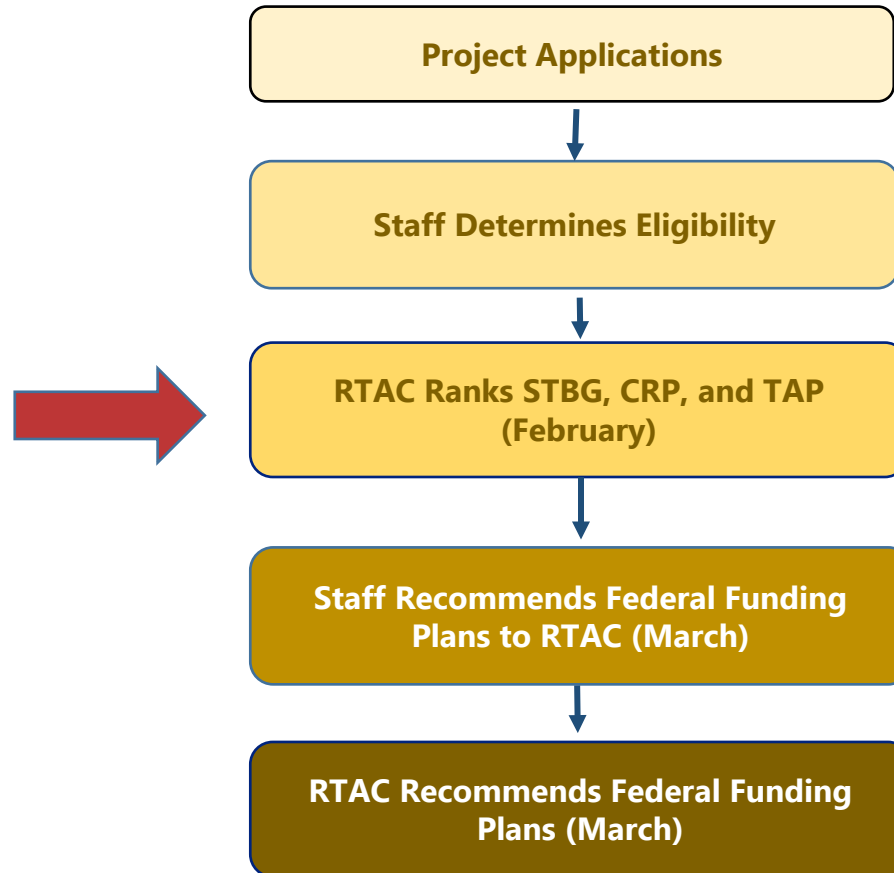 Project Applications
Staff Determines Eligibility
RTAC Ranks STBG, CRP, and TAP
(February)
Staff Recommends Federal Funding
Plans to RTAC (March)
RTAC Recommends Federal Funding
Plans (March)